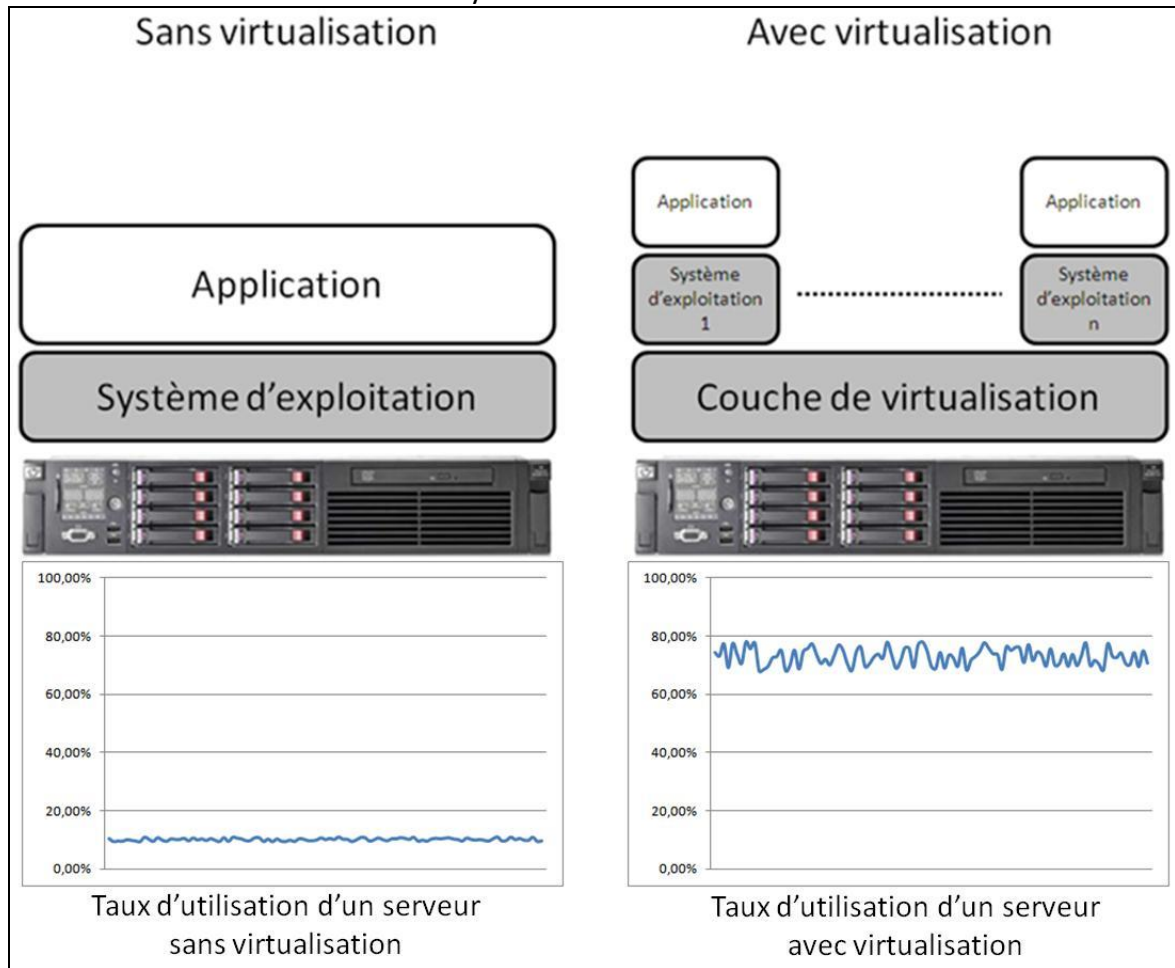 Sans virtualisation
Avec virtualisation
Application
Système d'exploitation
Application
Application
Système
d'exploitation
1
Système
d'exploitation
n
Couche de virtualisation
100,00%
80,00%
60,00%
40,00%
20,00%
0,00%
100,00%
80,00%
60,00%
40,00%
20,00%
0,00%
Taux d'utilisation d'un serveur
sans virtualisation
Taux d'utilisation d'un serveur
avec virtualisation